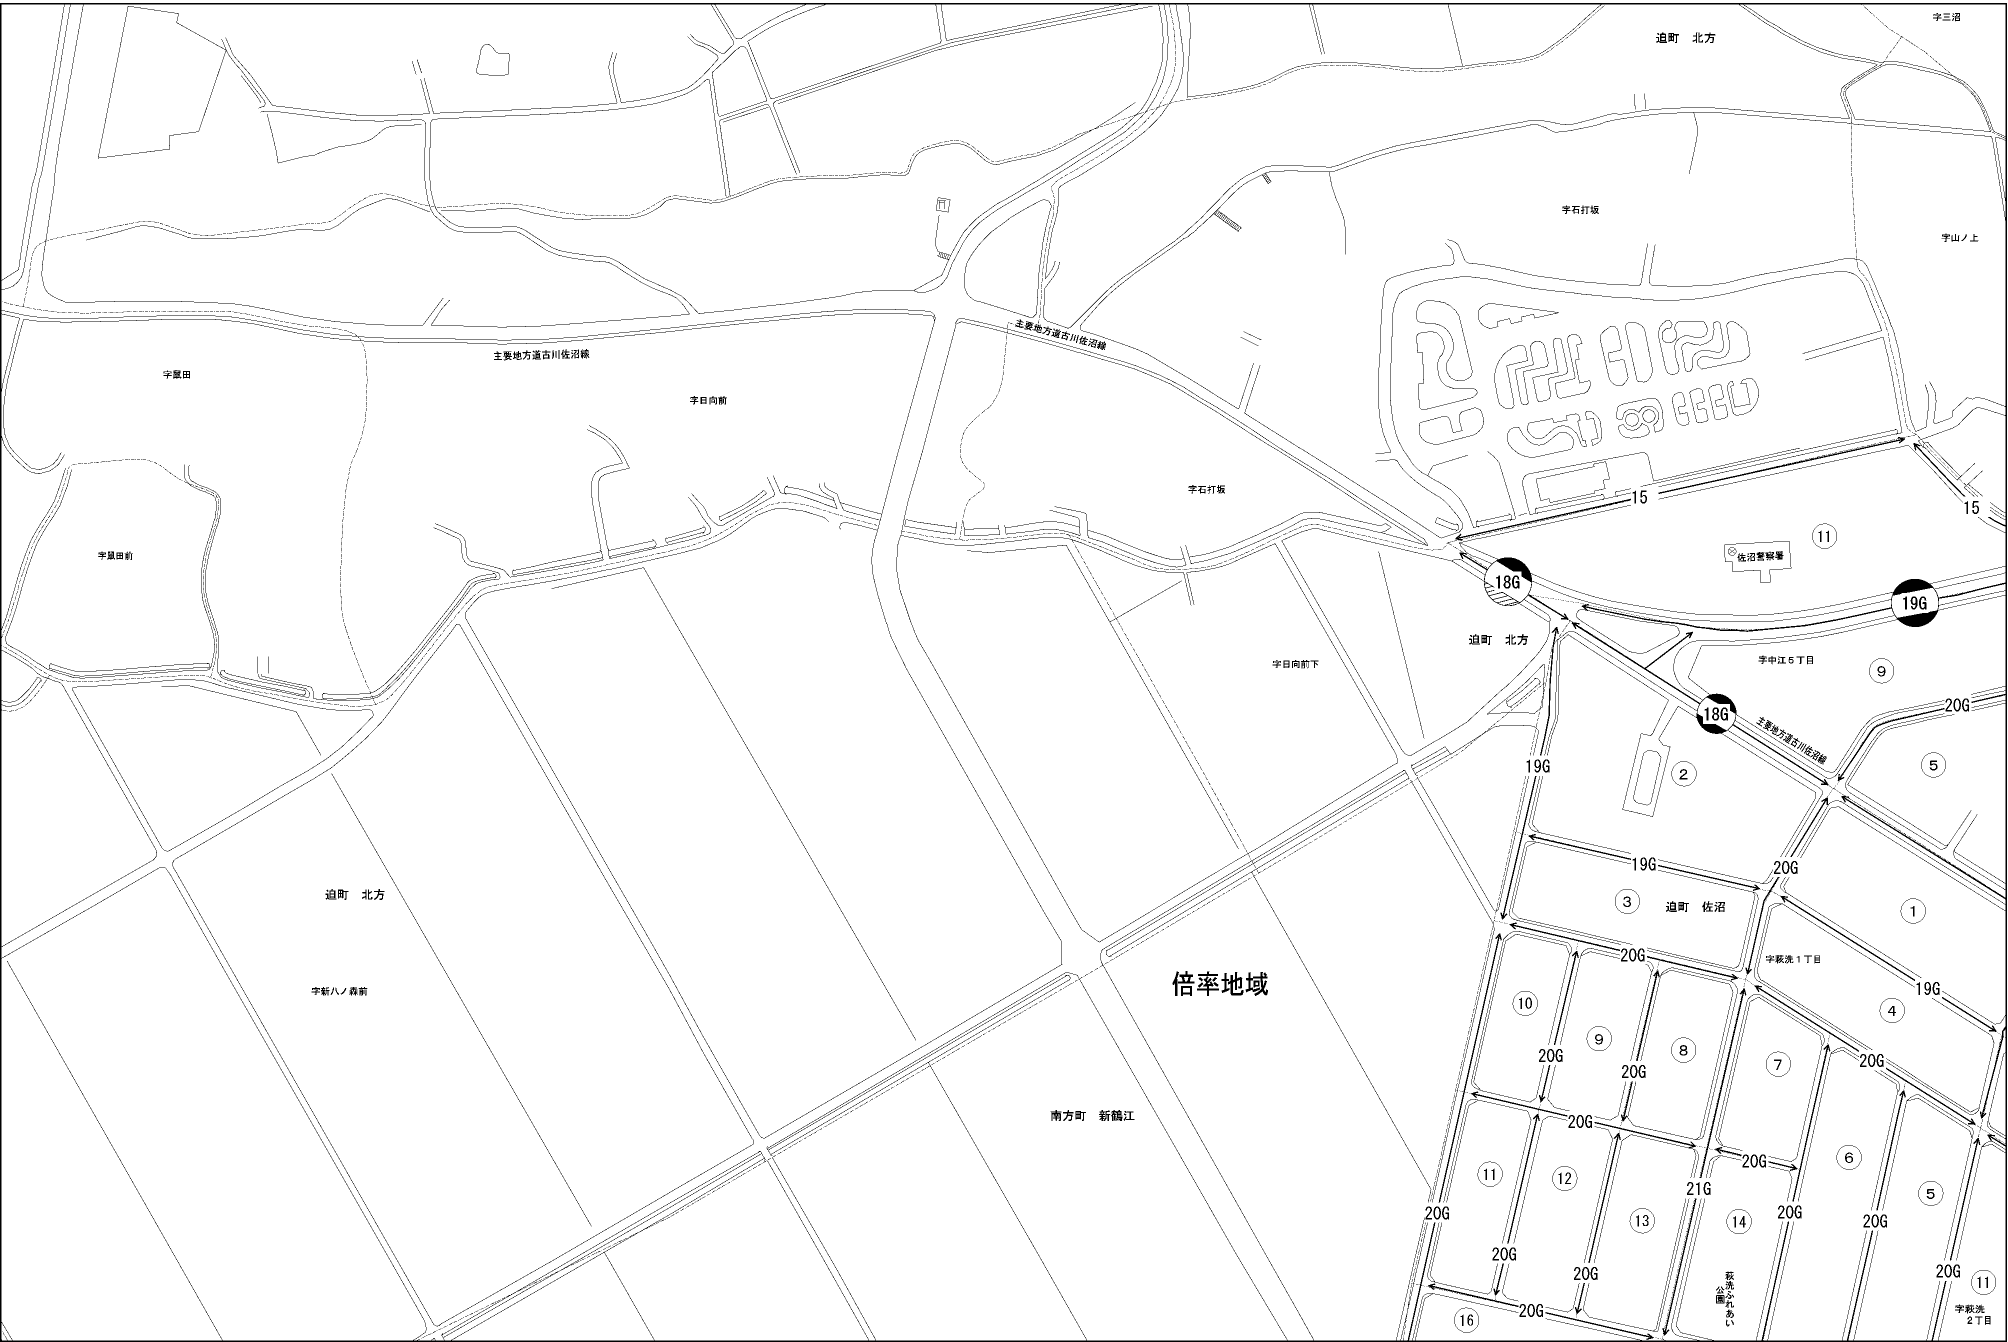 字三沼
迫町　北方
字石打坂
字山ノ上
主要地方道古川佐沼線
主要地方道古川佐沼線
字鼠田
字日向前
字石打坂
15
15
11
字鼠田前
佐沼警察署
18G
19G
迫町　北方
字日向前下
字中江５丁目
9
20G
18G
主要地方道古川佐沼線
19G
2
5
19G
20G
迫町　北方
3
迫町　佐沼
1
20G
字萩洗１丁目
倍率地域
19G
字新八ノ森前
10
4
9
8
20G
7
20G
20G
南方町　新鶴江
20G
6
20G
11
12
21G
5
20G
13
14
20G
20G
20G
20G
20G
11
萩洗ふれあい
公園
20G
字萩洗
２丁目
16